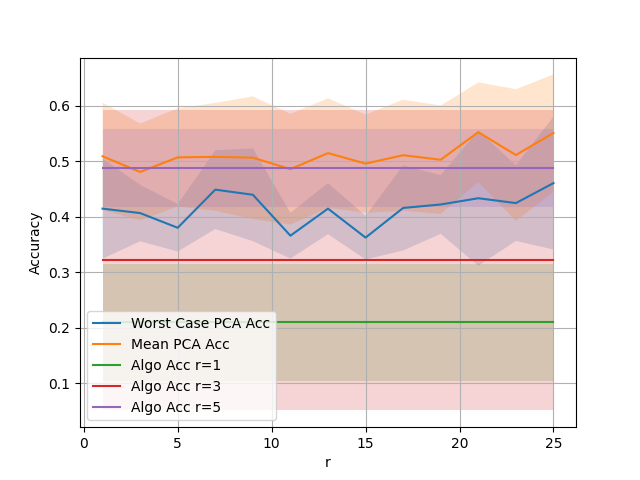 Accuracy
0.6
0.5
0.4
0.3
0.2
0.1
Worst Case PCA Acc
Mean PCA Acc
Algo Acc r=1
Algo Acc r=3
Algo Acc r=5
0 5 10 15 20 25
r